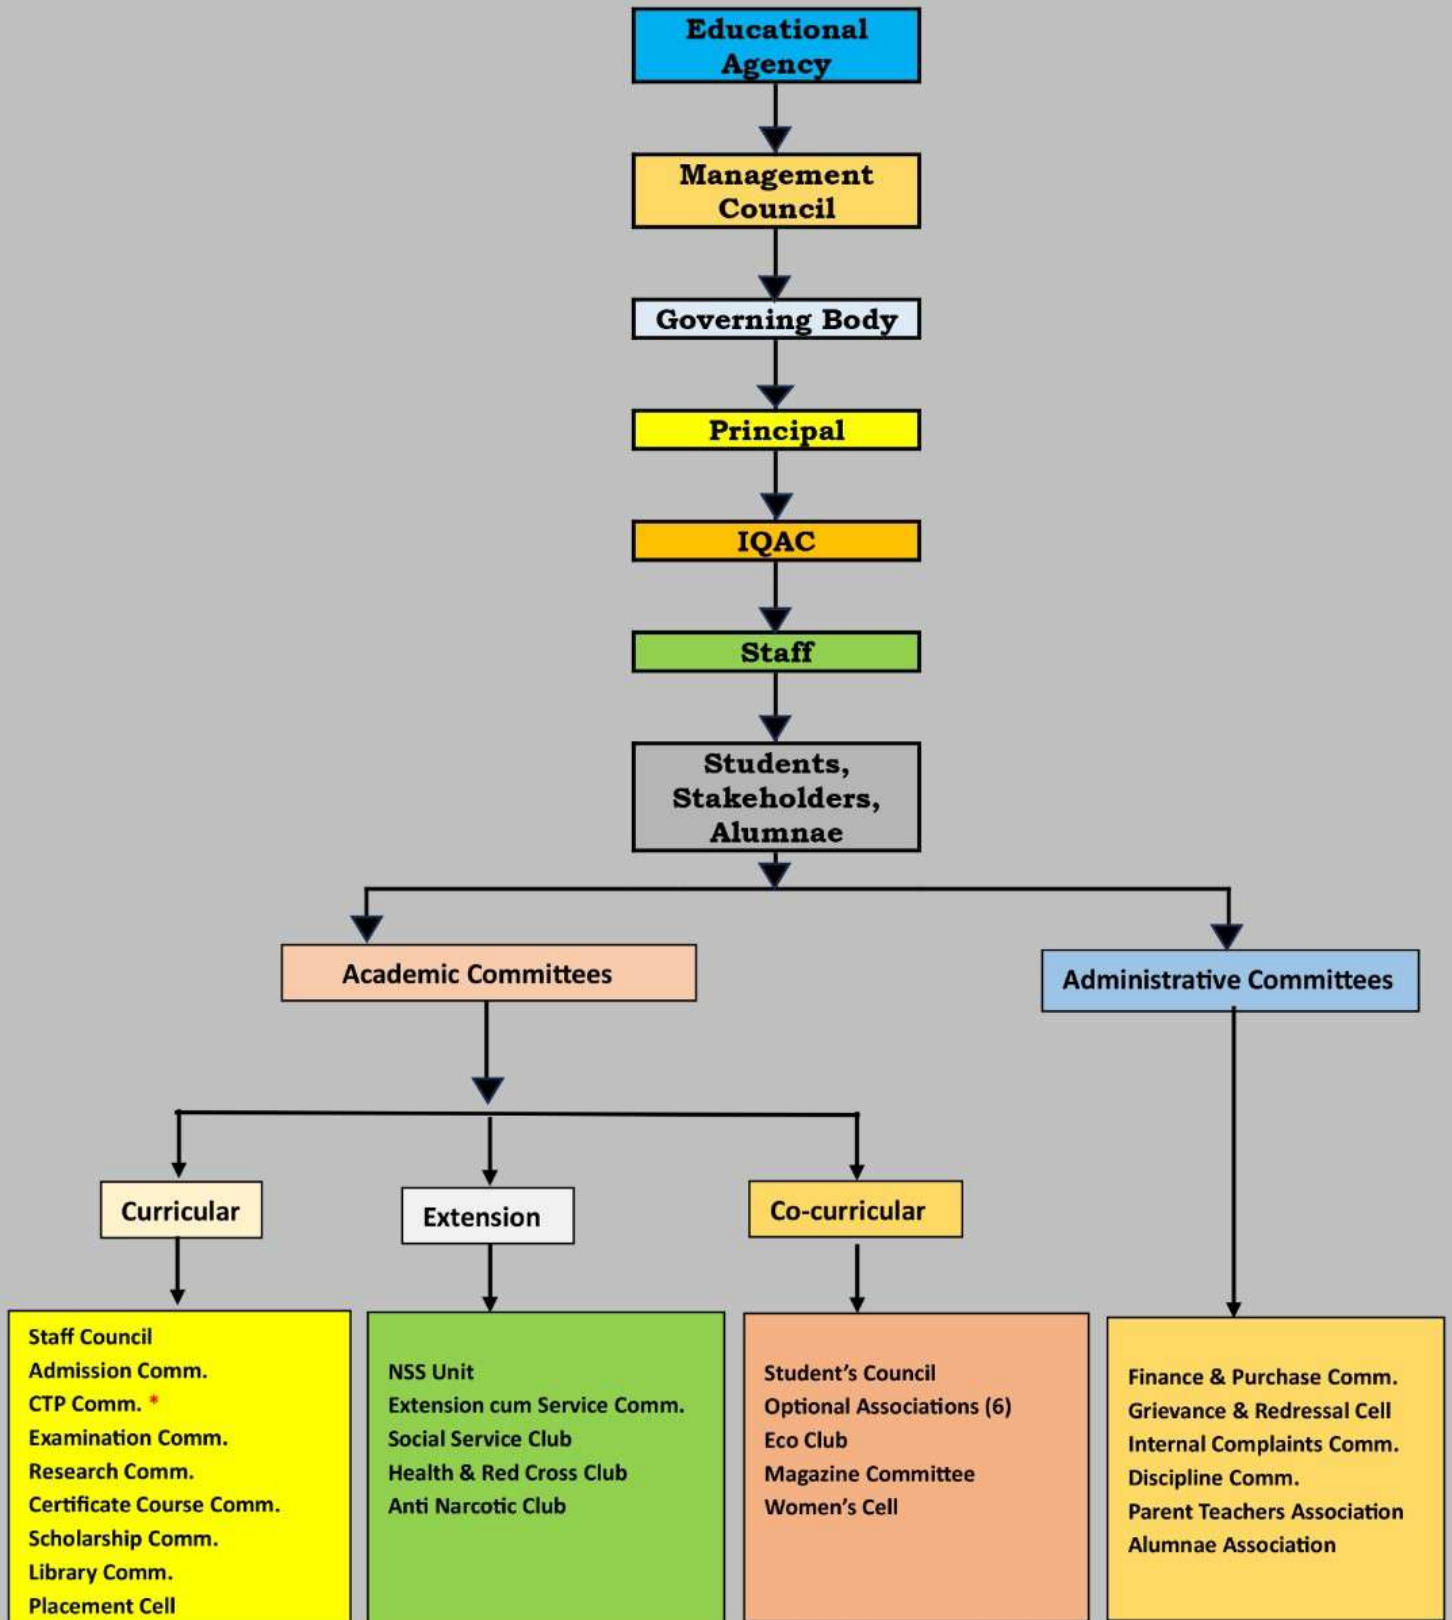 Educational
Agency
Management
Council
Governing Body
Principal
IQAC
Staff
Students,
Stakeholders,
Alumnae
Academic Committees
Administrative Committees
Curricular
Extension
Co-curricular
Staff Council
Admission Comm.
CTP Comm. *
Examination Comm.
Research Comm.
Certificate Course Comm.
Scholarship Comm.
Library Comm.
Placement Cell
NSS Unit
Extension cum Service Comm.
Social Service Club
Health & Red Cross Club
Anti Narcotic Club
Student’s Council
Optional Associations (6)
Eco Club
Magazine Committee
Women’s Cell
Finance & Purchase Comm.
Grievance & Redressal Cell
Internal Complaints Comm.
Discipline Comm.
Parent Teachers Association
Alumnae Association